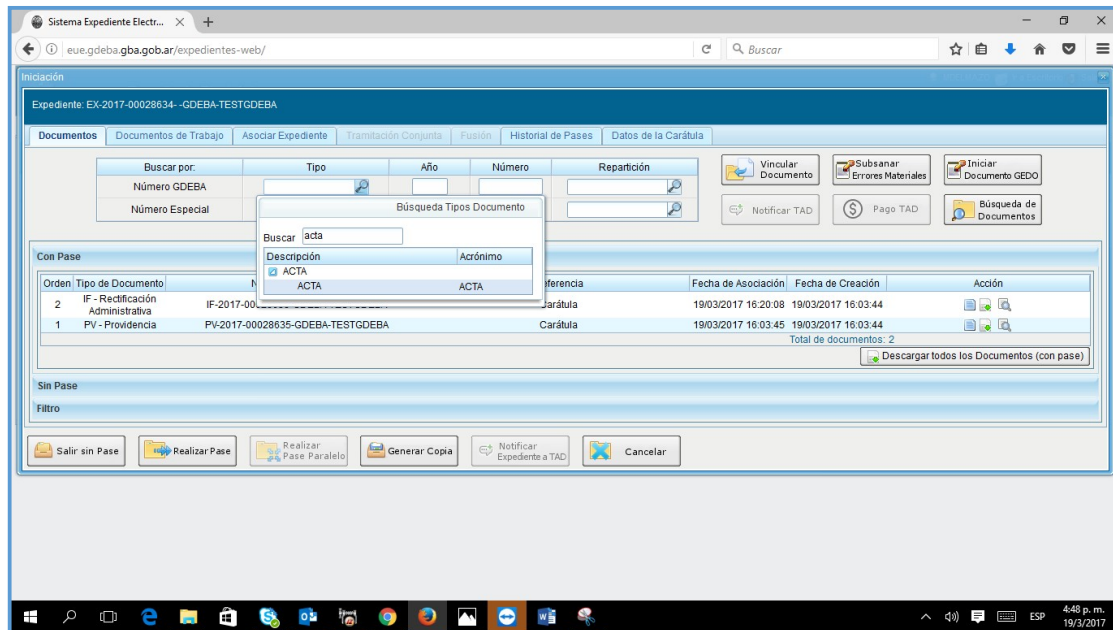 Sistema Expediente Electr...
eue.gdeba.gba.gob.ar/expedientes-web/
Buscar
Iniciación
Expediente: EX-2017-00028634- -GDEBA-TESTGDEBA
Documentos Documentos de Trabajo Asociar Expediente Tramitación Conjunta Fusión Historial de Pases Datos de la Carátula
Buscar por: Tipo Año Número Repartición
Número GDEBA
Número Especial
Vincular Documento
Subsanar Errores Materiales
Iniciar Documento GEDO
Notificar TAD
Pago TAD
Búsqueda de Documentos
Búsqueda Tipos Documento
Buscar acta
Descripción Acrónimo
ACTA
ACTA ACTA
Con Pase
Orden Tipo de Documento Fecha de Asociación Fecha de Creación Acción
2 IF - Rectificación Administrativa Carátula 19/03/2017 16:20:08 19/03/2017 16:03:44
1 PV - Providencia PV-2017-00028635-GDEBA-TESTGDEBA Carátula 19/03/2017 16:03:45 19/03/2017 16:03:44
Total de documentos: 2
Descargar todos los Documentos (con pase)
Sin Pase
Filtro
Salir sin Pase
Realizar Pase
Realizar Pase Paralelo
Generar Copia
Notificar Expediente a TAD
Cancelar
ESP
4:48 p. m.
19/3/2017